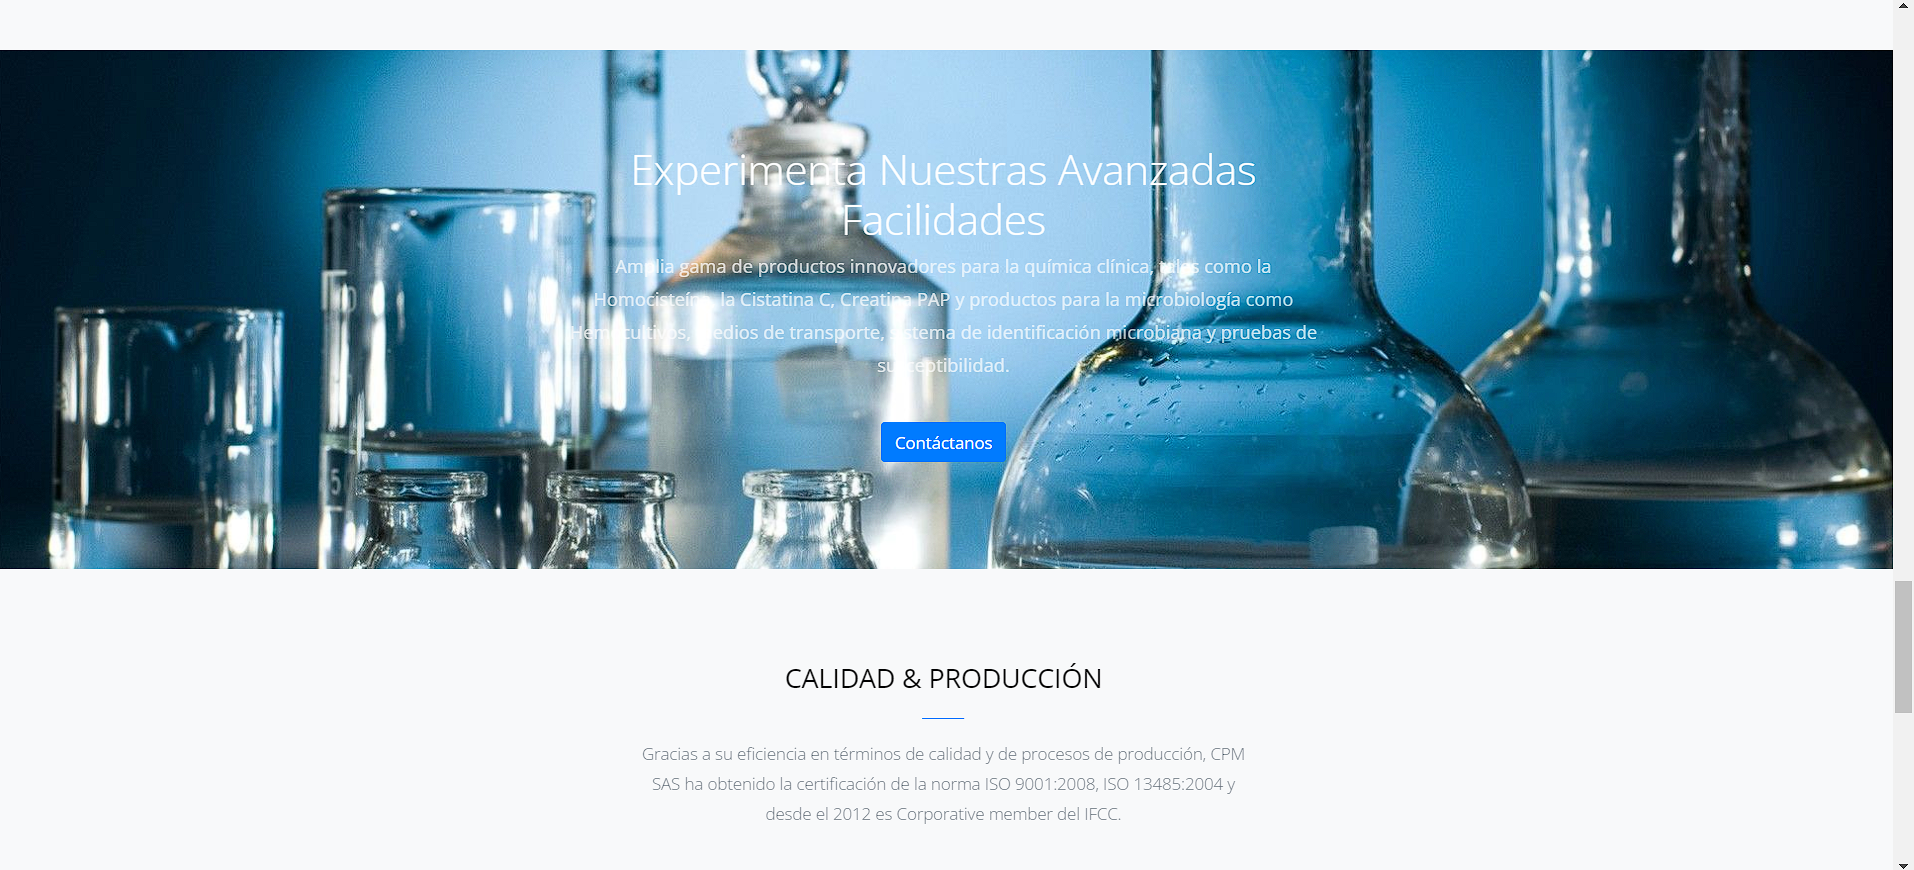 Experimenta Nuestras Avanzadas
Facilidades
Amplia gama de productos innovadores para la química clínica, tales como la
Homocisteína, la Cistatina C, Creatina PAP y productos para la microbiología como
Hemocultivos, medios de transporte, sistema de identificación microbiana y pruebas de
susceptibilidad.
Contáctanos
CALIDAD & PRODUCCIÓN
Gracias a su eficiencia en términos de calidad y de procesos de producción, CPM
SAS ha obtenido la certificación de la norma ISO 9001:2008, ISO 13485:2004 y
desde el 2012 es Corporative member del IFCC.